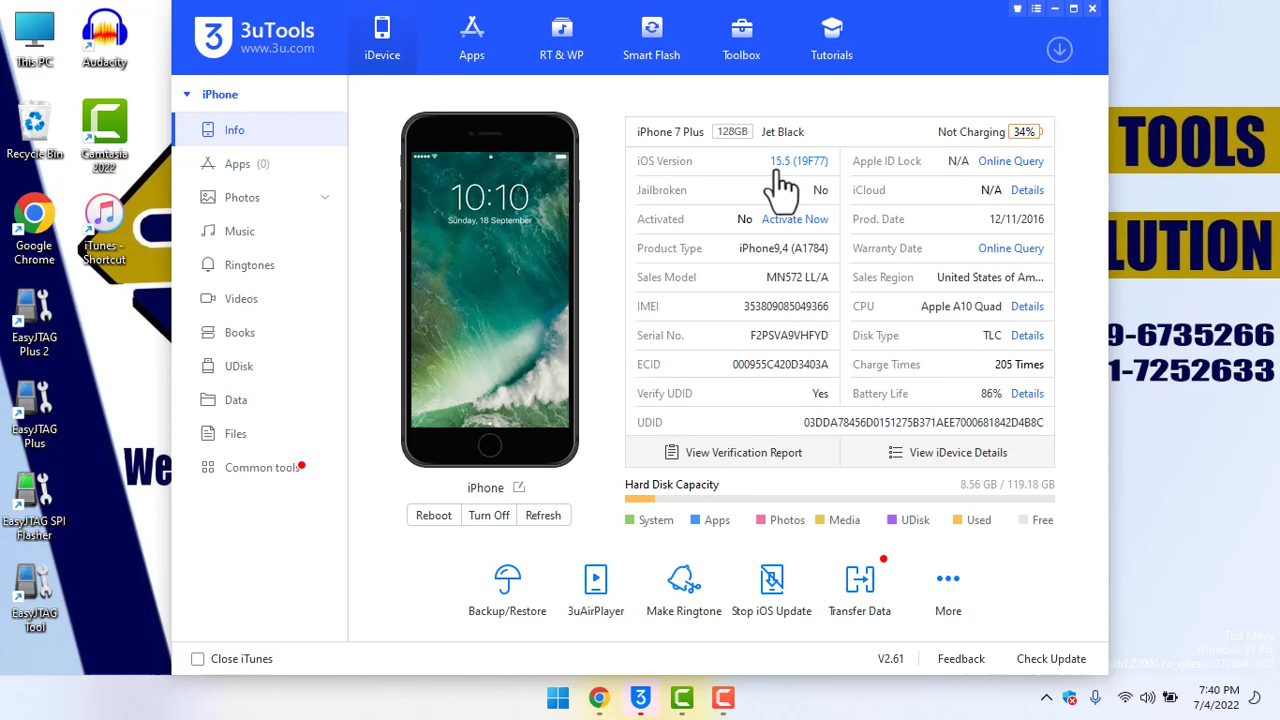 This PC
Audacity
Recycle Bin
Camtasia 2022
Google Chrome
iTunes - Shortcut
EasyJTAG Plus 2
EasyJTAG Plus
EasyJTAG SPI Flasher
EasyJTAG Tool
We
TOOLS
LUTION
9-6735266
1-7252633
3
3uTools
www.3u.com
iDevice
Apps
RT & WP
Smart Flash
Toolbox
Tutorials
iPhone
Info
Apps (0)
Photos
Music
Ringtones
Videos
Books
UDisk
Data
Files
Common tools
10:10
Sunday, 18 September
iPhone
Reboot Turn Off Refresh
iPhone 7 Plus 128GB Jet Black Not Charging 34%
iOS Version 15.5 (19F77) Apple ID Lock N/A Online Query
Jailbroken No iCloud N/A Details
Activated No Activate Now Prod. Date 12/11/2016
Product Type iPhone9,4 (A1784) Warranty Date Online Query
Sales Model MN572 LL/A Sales Region United States of Am...
IMEI 353809085049366 CPU Apple A10 Quad Details
Serial No. F2PSVA9VHFYD Disk Type TLC Details
ECID 000955C420D3403A Charge Times 205 Times
Verify UDID Yes Battery Life 86% Details
UDID 03DDA78456D0151275B371AEE7000681842D4B8C
View Verification Report View iDevice Details
Hard Disk Capacity 8.56 GB / 119.18 GB
System Apps Photos Media UDisk Used Free
Backup/Restore 3uAirPlayer Make Ringtone Stop iOS Update Transfer Data More
Close iTunes V2.61 Feedback Check Update
Test Mode
Windows 11 Pro
7:40 PM
7/4/2022